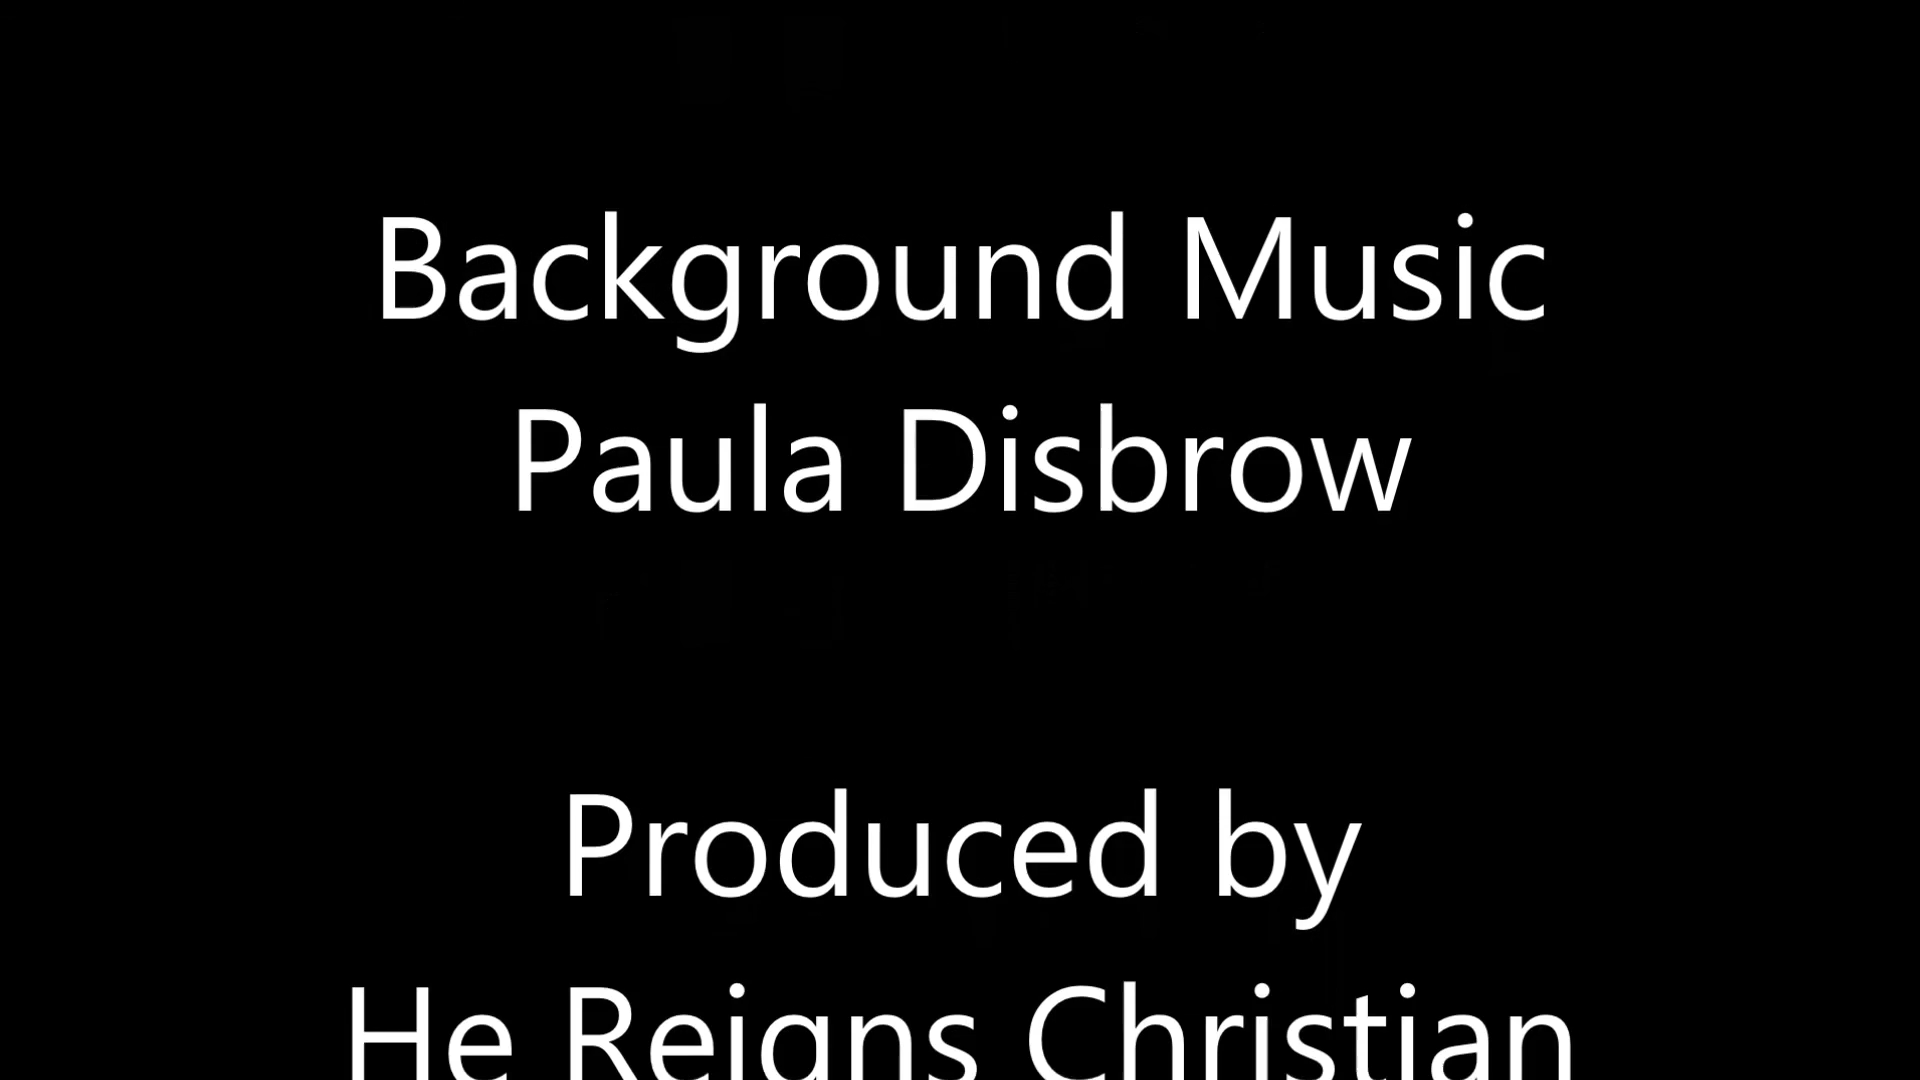 Background Music
Paula Disbrow
Produced by
He Reigns Christian